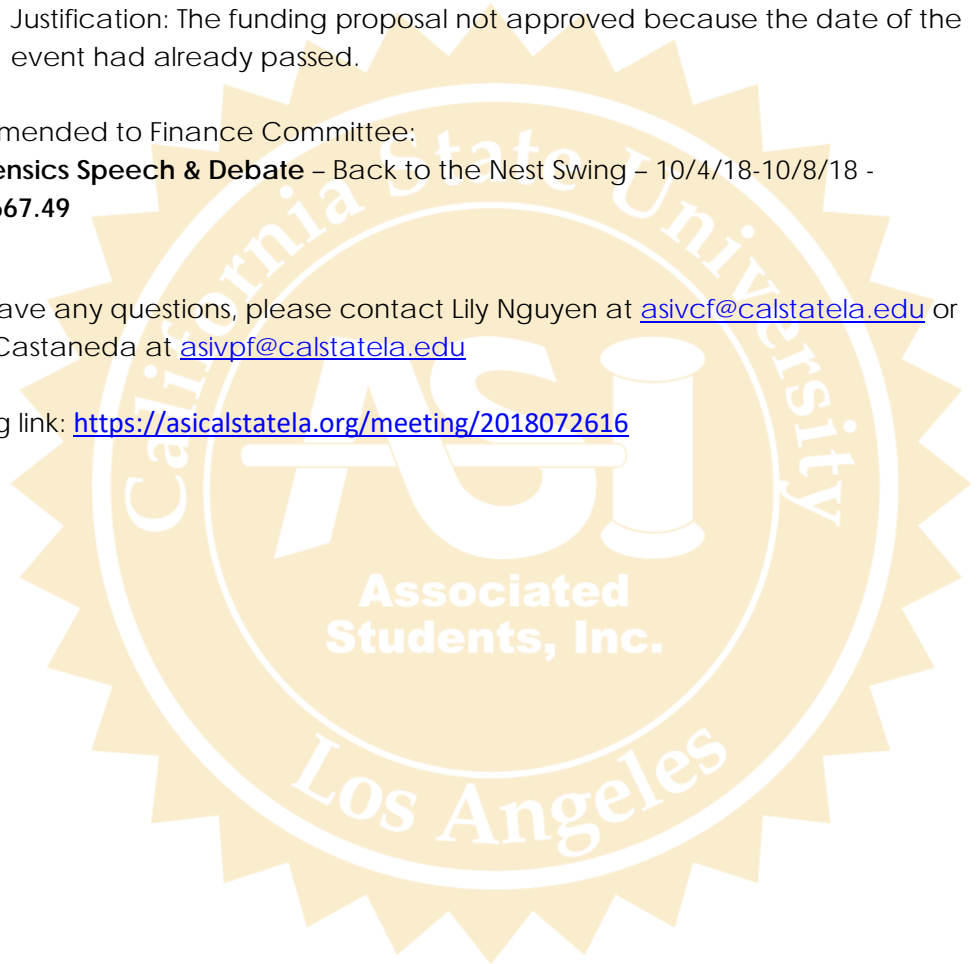 Justification: The funding proposal not approved because the date of the
event had already passed.
mended to Finance Committee:
ensics Speech & Debate – Back to the Nest Swing – 10/4/18-10/8/18 -
67.49
ave any questions, please contact Lily Nguyen at asivcf@calstatela.edu or
Castaneda at asivpf@calstatela.edu
g link: https://asicalstatela.org/meeting/2018072616
California State University
ASI
Associated
Students, Inc.
Los Angeles